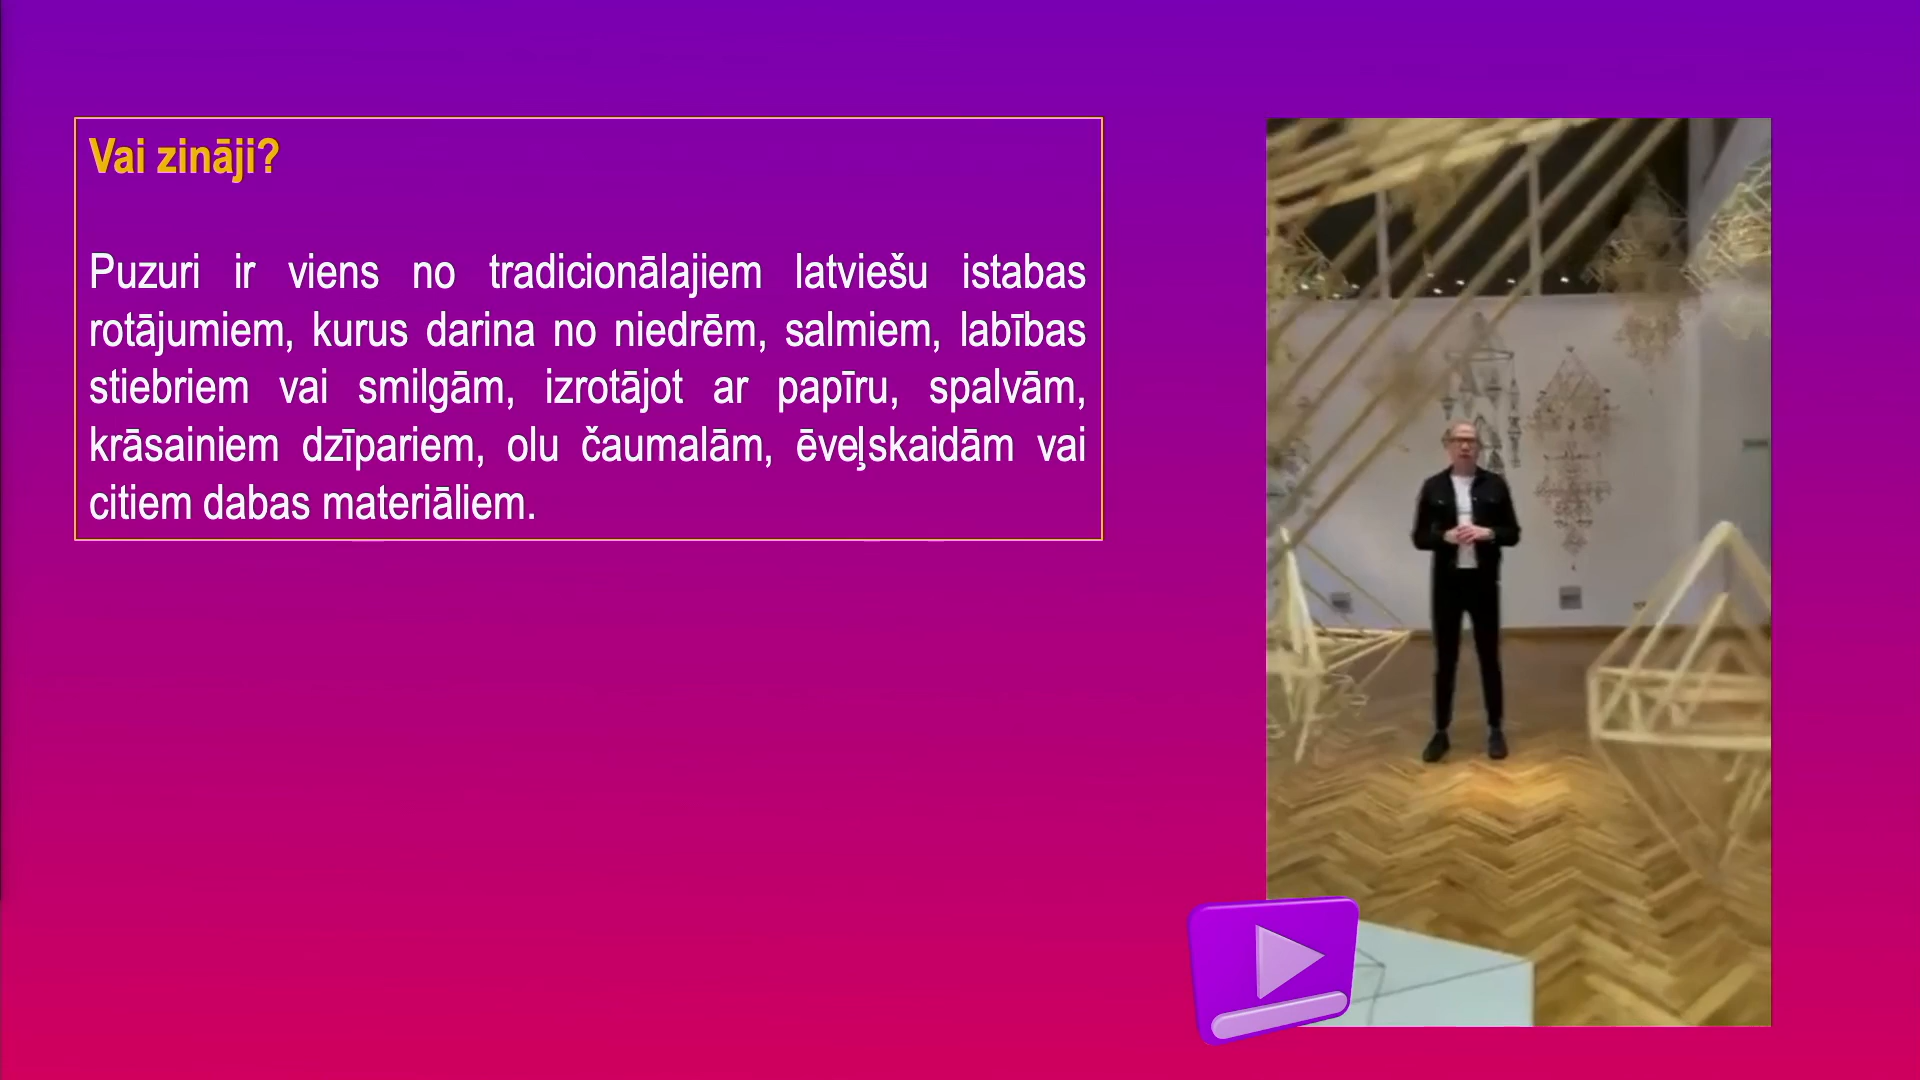 Vai zināji?
Puzuri ir viens no tradicionālajiem latviešu istabas
rotājumiem, kurus darina no niedrēm, salmiem, labības
stiebriem vai smilgām, izrotājot ar papīru, spalvām,
krāsainiem dzīpariem, olu čaumalām, ēveļskaidām vai
citiem dabas materiāliem.